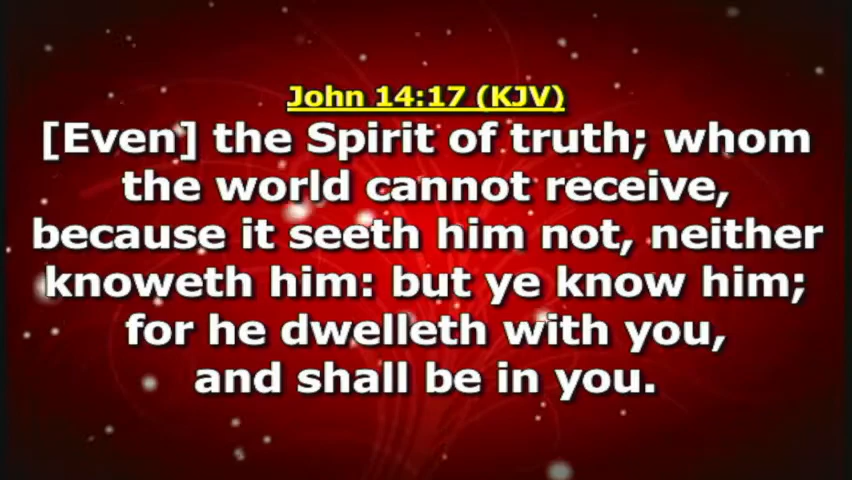 John 14:17 (KJV)
[Even] the Spirit of truth; whom
the world cannot receive,
because it seeth him not, neither
knoweth him: but ye know him;
for he dwelleth with you,
and shall be in you.